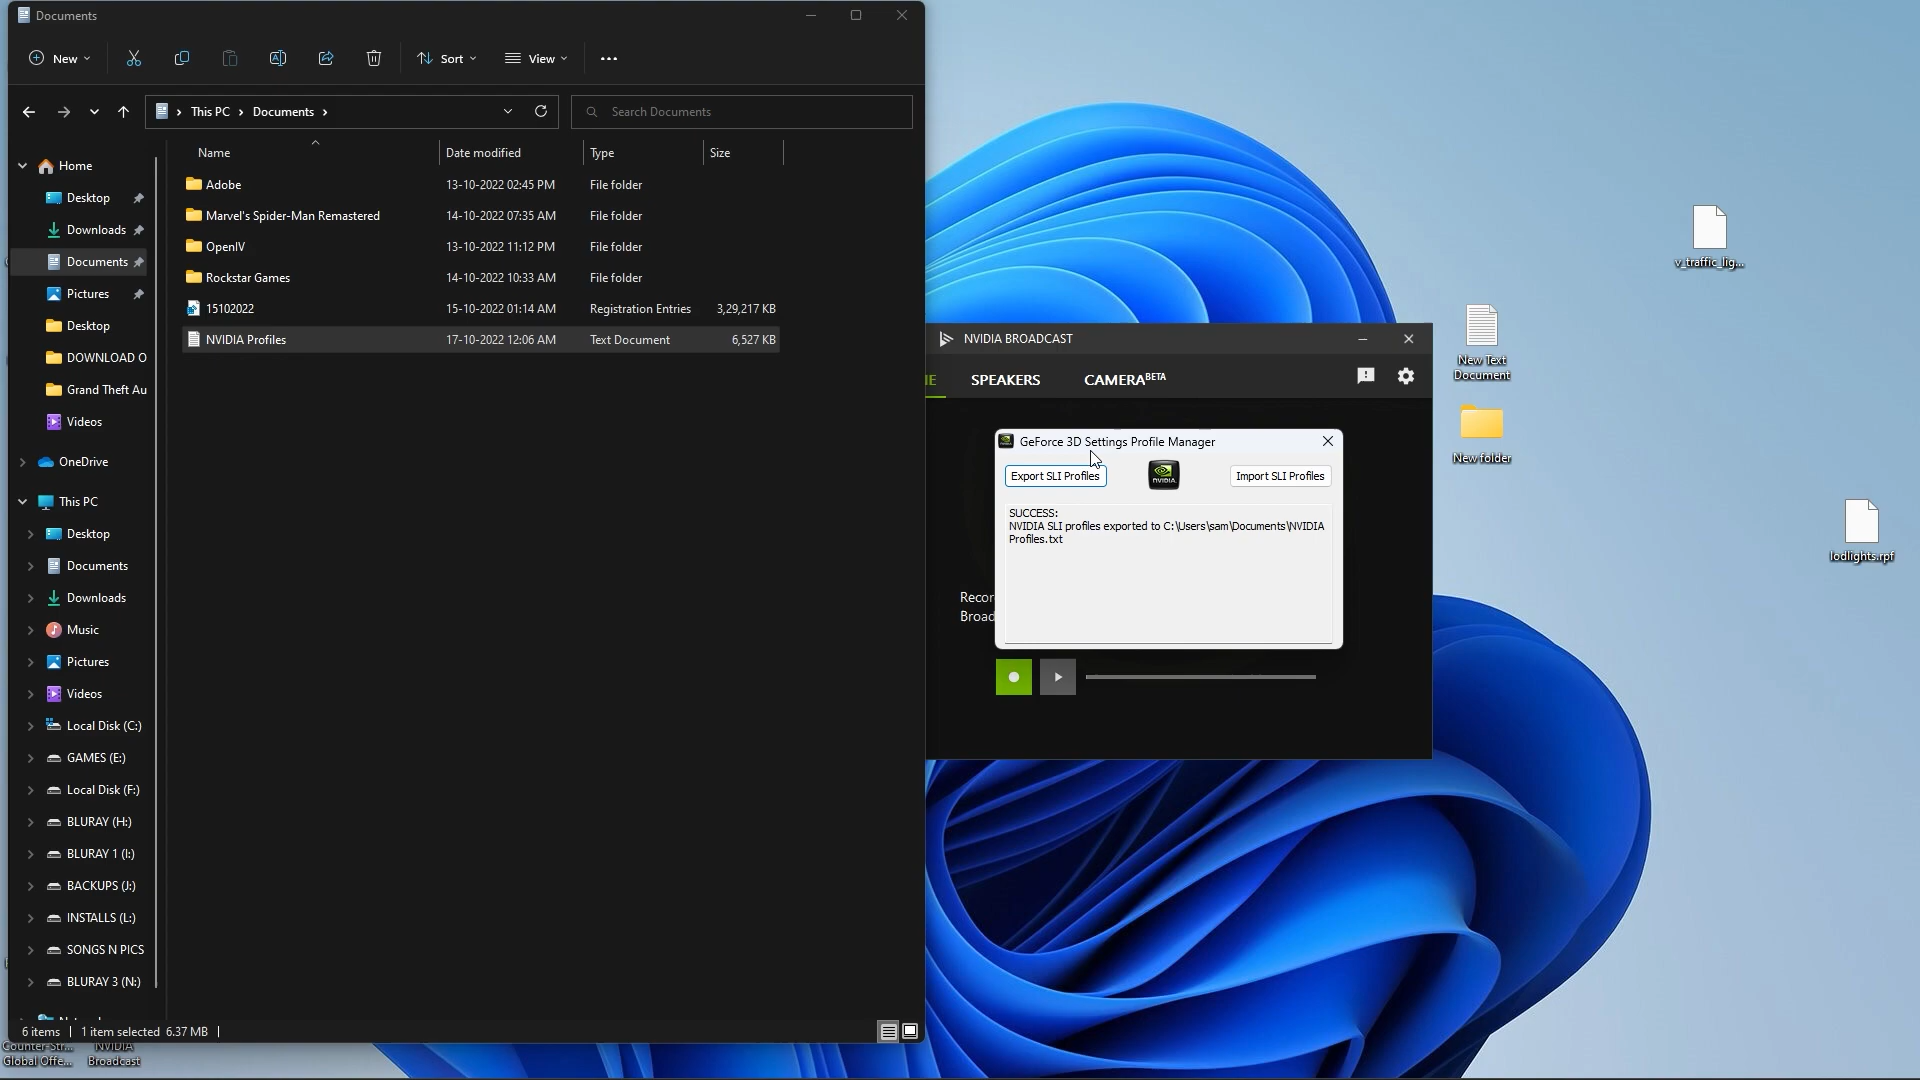 Documents
New
Sort
View
This PC
Documents
Search Documents
Name
Date modified
Type
Size
Adobe
13-10-2022 02:45 PM
File folder
Marvel's Spider-Man Remastered
14-10-2022 07:35 AM
File folder
OpenIV
13-10-2022 11:12 PM
File folder
Rockstar Games
14-10-2022 10:33 AM
File folder
15102022
15-10-2022 01:14 AM
Registration Entries
3,29,217 KB
NVIDIA Profiles
17-10-2022 12:06 AM
Text Document
6,527 KB
Home
Desktop
Downloads
Documents
Pictures
Desktop
DOWNLOAD O
Grand Theft Au
Videos
OneDrive
This PC
Desktop
Documents
Downloads
Music
Pictures
Videos
Local Disk (C:)
GAMES (E:)
Local Disk (F:)
BLURAY (H:)
BLURAY 1 (I:)
BACKUPS (J:)
INSTALLS (L:)
SONGS N PICS
BLURAY 3 (N:)
6 items
1 item selected 6.37 MB
Counter-Str...
Global Offe...
NVIDIA
Broadcast
NVIDIA BROADCAST
SPEAKERS
CAMERA BETA
GeForce 3D Settings Profile Manager
Export SLI Profiles
NVIDIA
Import SLI Profiles
SUCCESS:
NVIDIA SLI profiles exported to C:\Users\sam\Documents\NVIDIA
Profiles.txt
Recor
Broad
v_traffic_lig...
New Text
Document
New folder
lodlights.rpf